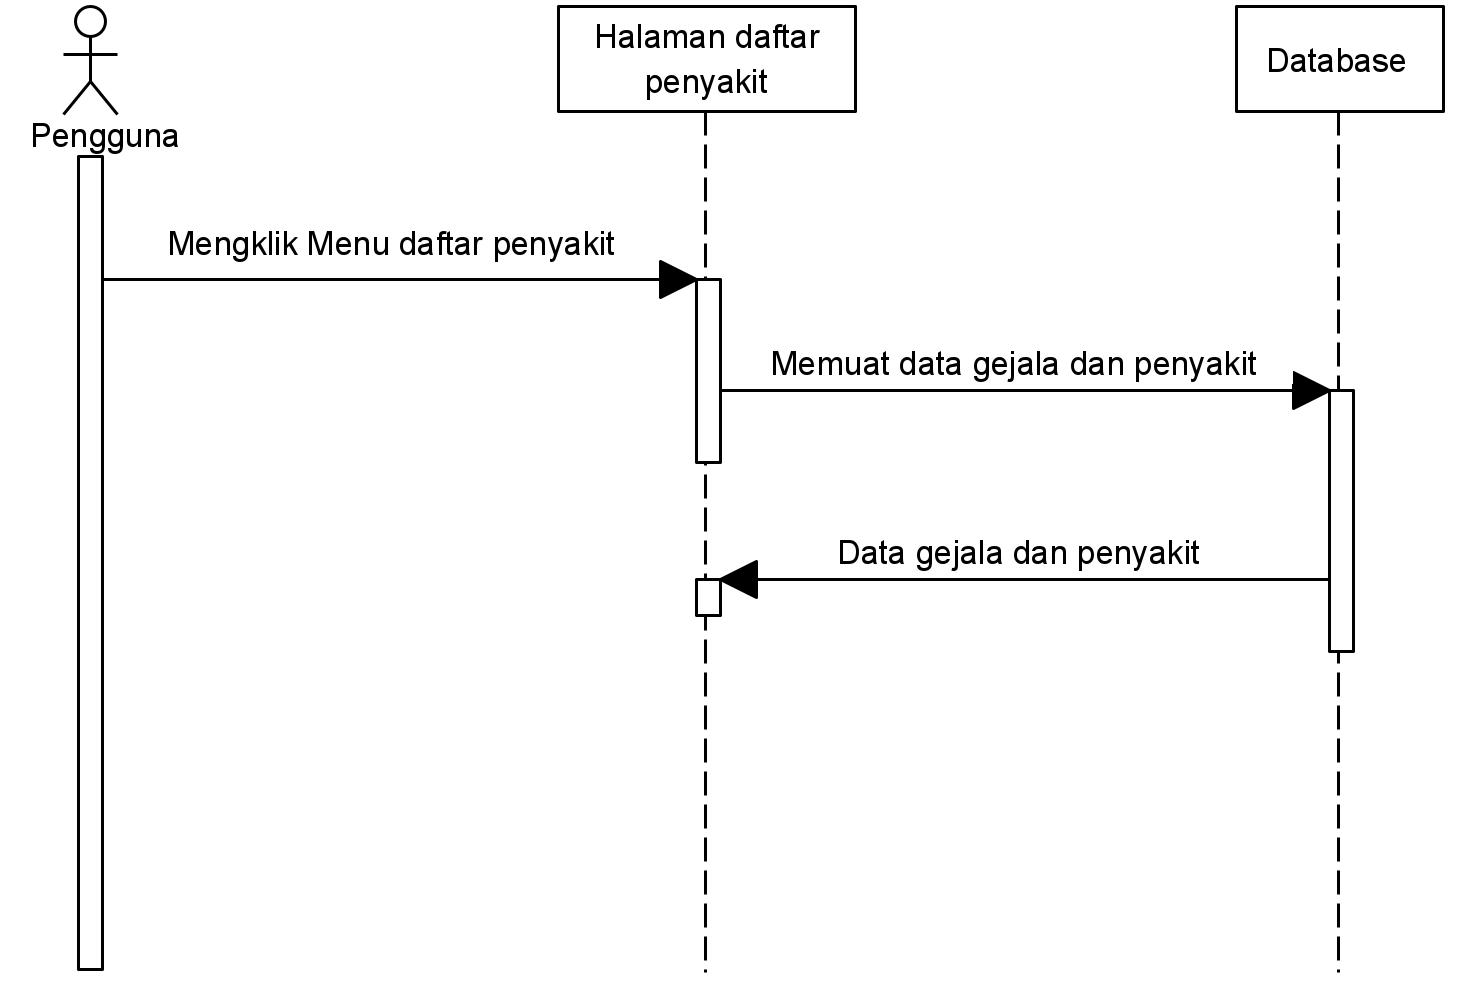 Halaman daftar
penyakit
Database
Pengguna
Mengklik Menu daftar penyakit
Memuat data gejala dan penyakit
Data gejala dan penyakit